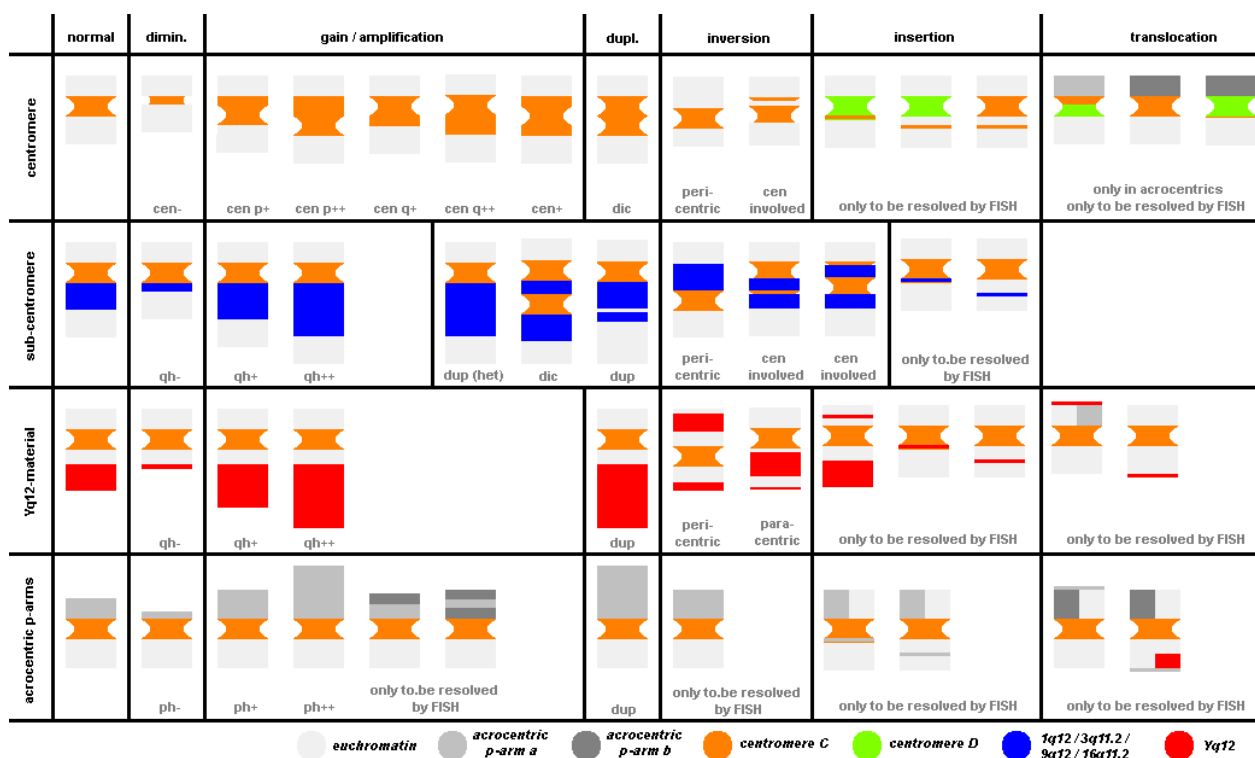 normal dimin. gain / amplification dupl. inversion insertion translocation
centromere
cen- cen p+ cen p++ cen q+ cen q++ cen+ dic
peri-
centric
cen
involved
only to be resolved by FISH
only in acrocentrics
only to be resolved by FISH
sub-centromere
qh- qh+ qh++ dup (het) dic dup
peri-
centric
cen
involved
cen
involved
only to.be resolved
by FISH
Yq12-material
qh- qh+ qh++ dup
peri-
centric
para-
centric
only to be resolved by FISH
only to be resolved by FISH
acrocentric p-arms
ph- ph+ ph++
only to.be resolved
by FISH
dup
only to.be resolved
by FISH
only to be resolved by FISH
only to be resolved by FISH
euchromatin
acrocentric
p-arm a
acrocentric
p-arm b
centromere C
centromere D
1q12 / 3q11.2 /
9q12 / 16q11.2
Yq12